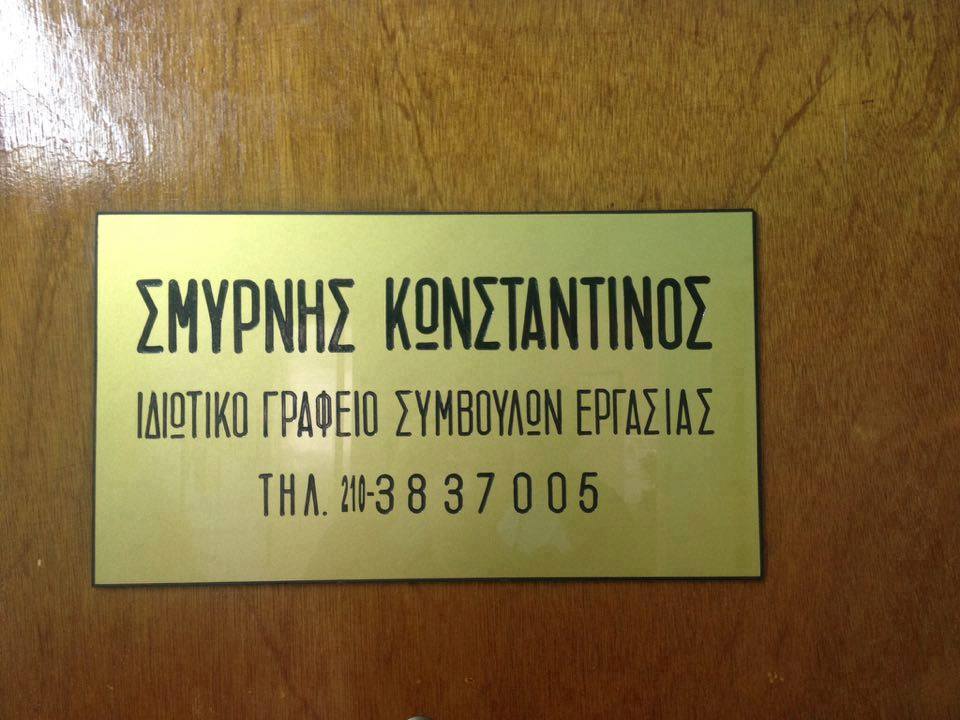 ΣΜΥΡΝΗΣ ΚΩΝΣΤΑΝΤΙΝΟΣ
ΙΔΙΩΤΙΚΟ ΓΡΑΦΕΙΟ ΣΥΜΒΟΥΛΩΝ ΕΡΓΑΣΙΑΣ
ΤΗΛ. 210-3837005